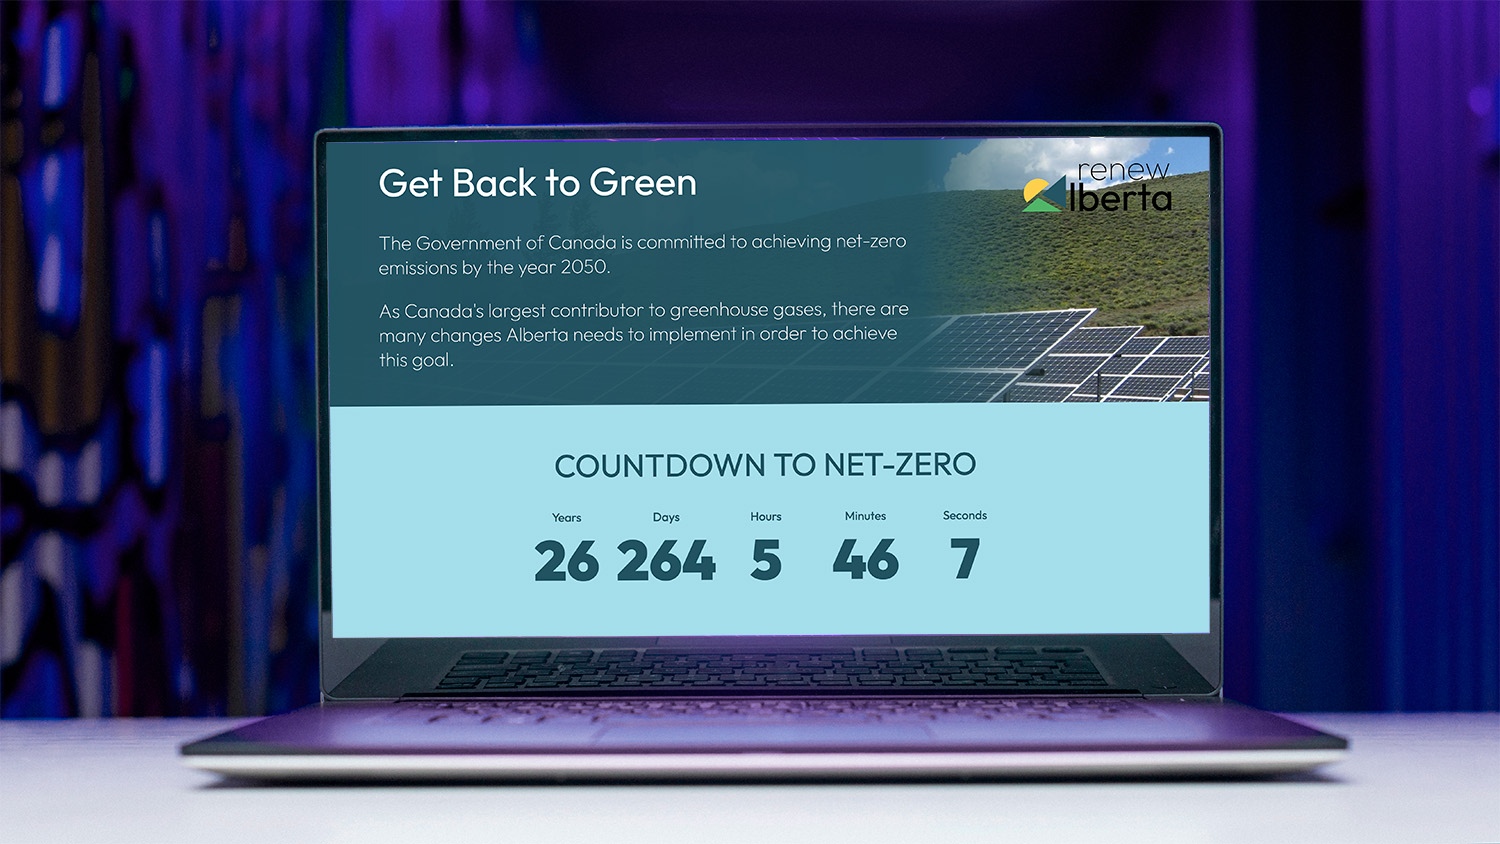 Get Back to Green
renew
lberta
The Government of Canada is committed to achieving net-zero
emissions by the year 2050.
As Canada's largest contributor to greenhouse gases, there are
many changes Alberta needs to implement in order to achieve
this goal.
COUNTDOWN TO NET-ZERO
Years Days Hours Minutes Seconds
26 264 5 46 7